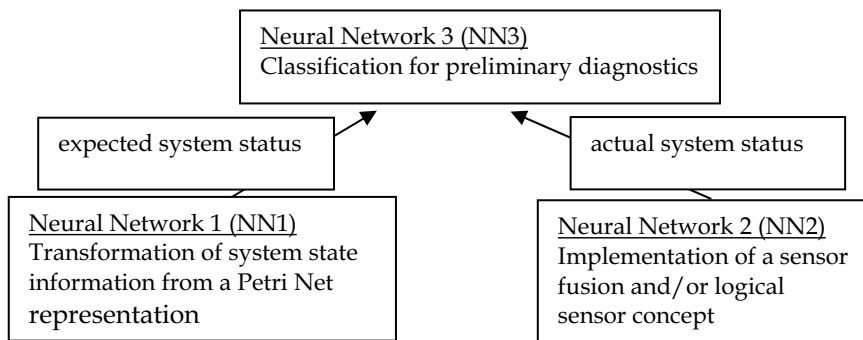 Neural Network 3 (NN3)
Classification for preliminary diagnostics
expected system status
actual system status
Neural Network 1 (NN1)
Transformation of system state
information from a Petri Net
representation
Neural Network 2 (NN2)
Implementation of a sensor
fusion and/or logical
sensor concept